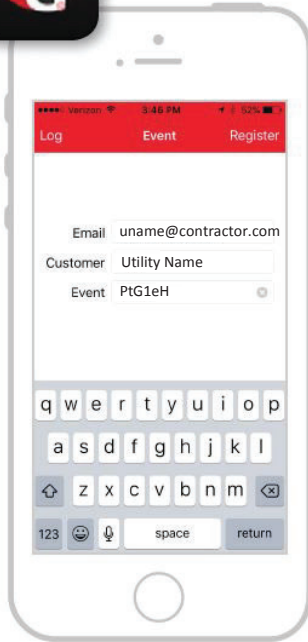 Verizon 3:46 PM 52%
Log Event Register
Email uname@contractor.com
Customer Utility Name
Event PtG1eH
q w e r t y u i o p
a s d f g h j k l
z x c v b n m
123 space return